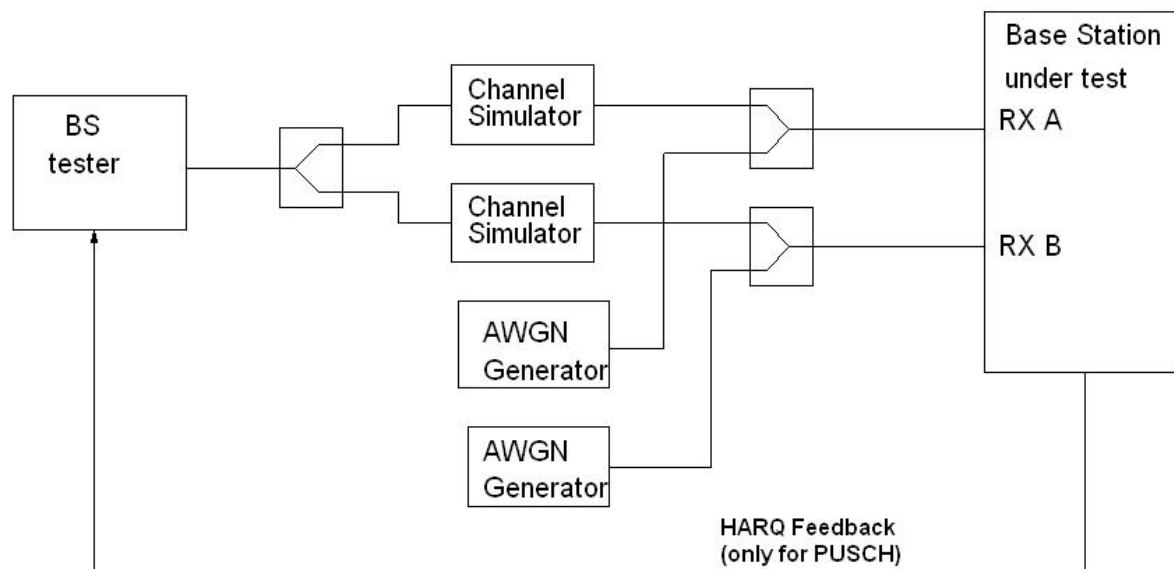 BS
tester
Channel
Simulator
Channel
Simulator
AWGN
Generator
AWGN
Generator
Base Station
under test
RX A
RX B
HARQ Feedback
(only for PUSCH)